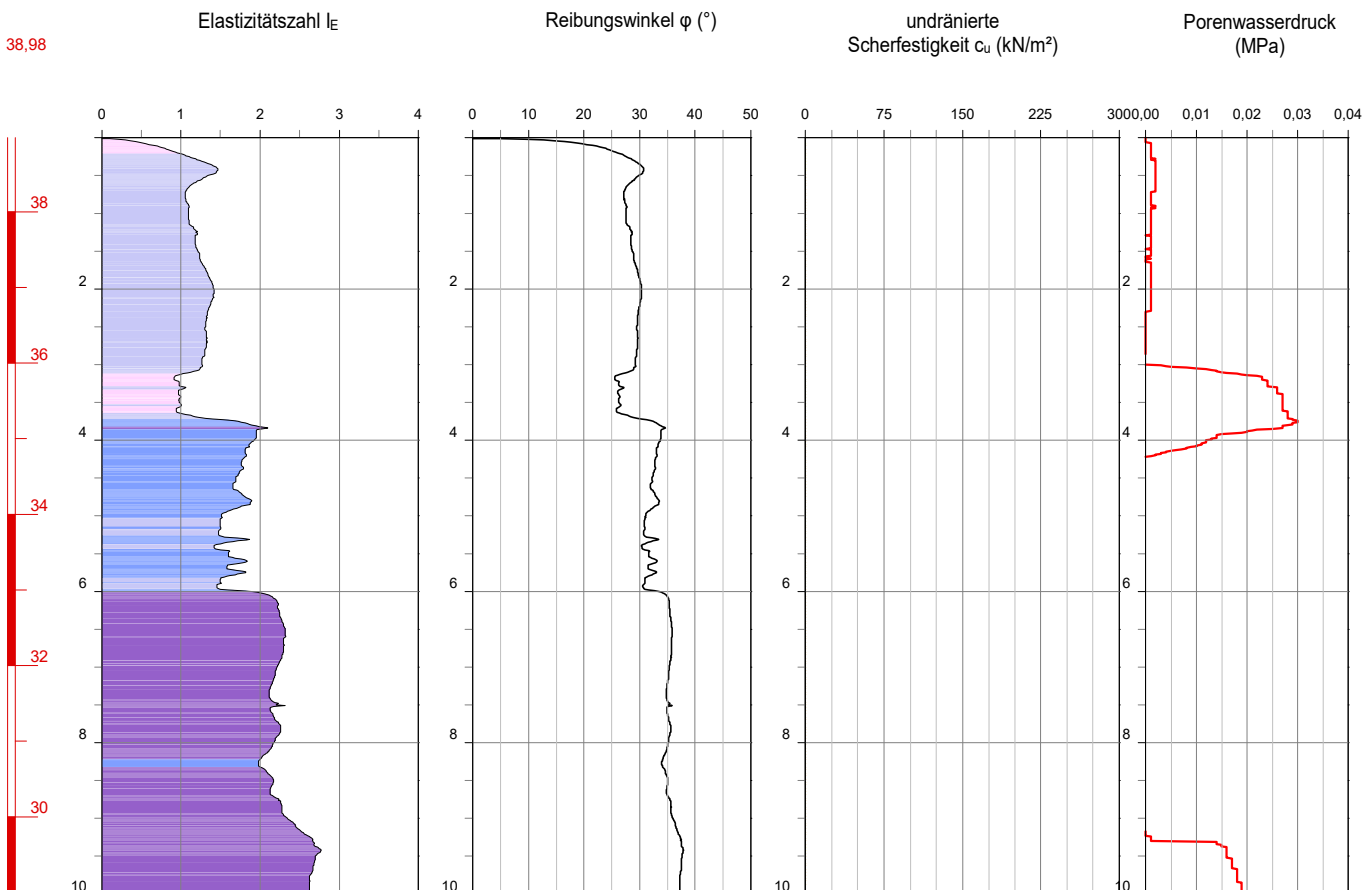 Elastizitätszahl IE
Reibungswinkel φ (°)
undränierte
Scherfestigkeit cu (kN/m²)
Porenwasserdruck
(MPa)
38,98
0 1 2 3 4
0 10 20 30 40 50
0 75 150 225 300
0,00 0,01 0,02 0,03 0,04
38
2 2 2 2
36
4 4 4 4
34
6 6 6 6
32
8 8 8 8
30
10 10 10 10